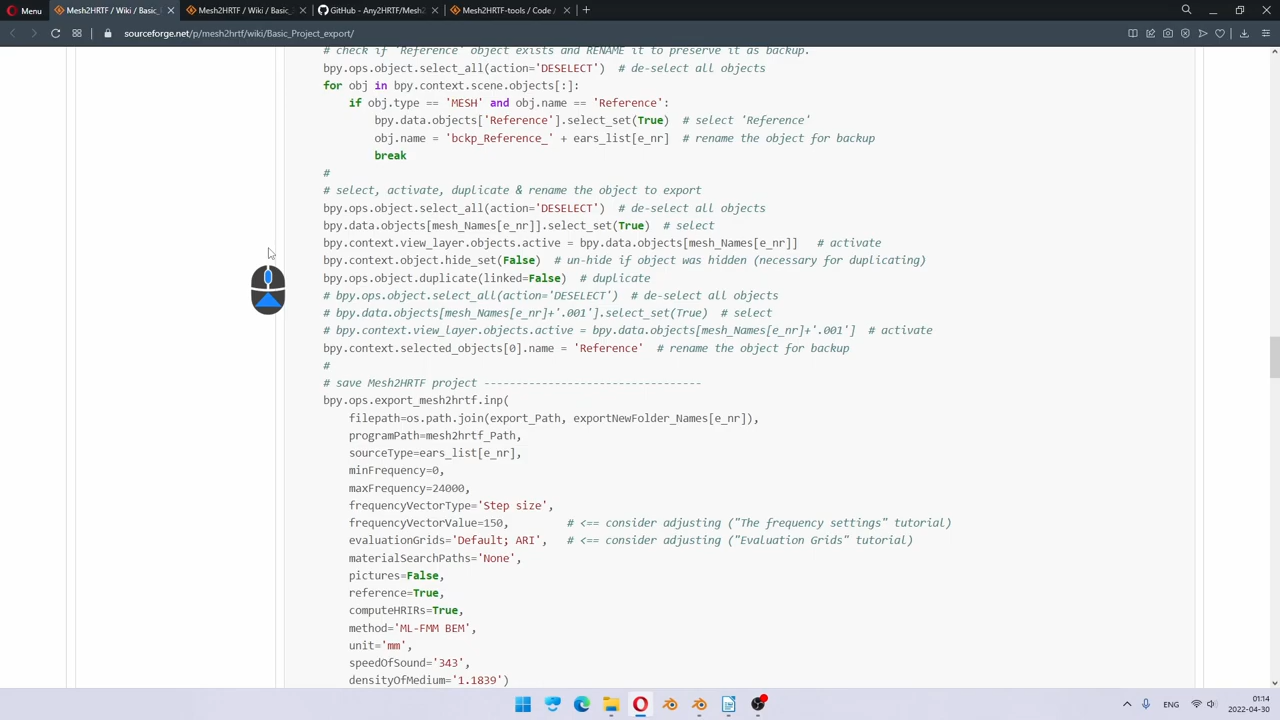 Menu
Mesh2HRTF / Wiki / Basic_
Mesh2HRTF / Wiki / Basic_
GitHub - Any2HRTF/Mesh2
Mesh2HRTF-tools / Code /
sourceforge.net/p/mesh2hrtf/wiki/Basic_Project_export/
# check if 'Reference' object exists and RENAME it to preserve it as backup.
bpy.ops.object.select_all(action='DESELECT')  # de-select all objects
for obj in bpy.context.scene.objects[:]:
    if obj.type == 'MESH' and obj.name == 'Reference':
        bpy.data.objects['Reference'].select_set(True)  # select 'Reference'
        obj.name = 'bckp_Reference_' + ears_list[e_nr]  # rename the object for backup
        break
#
# select, activate, duplicate & rename the object to export
bpy.ops.object.select_all(action='DESELECT')  # de-select all objects
bpy.data.objects[mesh_Names[e_nr]].select_set(True)  # select
bpy.context.view_layer.objects.active = bpy.data.objects[mesh_Names[e_nr]]   # activate
bpy.context.object.hide_set(False)  # un-hide if object was hidden (necessary for duplicating)
bpy.ops.object.duplicate(linked=False)  # duplicate
# bpy.ops.object.select_all(action='DESELECT')  # de-select all objects
# bpy.data.objects[mesh_Names[e_nr]+'.001'].select_set(True)  # select
# bpy.context.view_layer.objects.active = bpy.data.objects[mesh_Names[e_nr]+'.001']  # activate
bpy.context.selected_objects[0].name = 'Reference'  # rename the object for backup
#
# save Mesh2HRTF project ----------------------------------
bpy.ops.export_mesh2hrtf.inp(
    filepath=os.path.join(export_Path, exportNewFolder_Names[e_nr]),
    programPath=mesh2hrtf_Path,
    sourceType=ears_list[e_nr],
    minFrequency=0,
    maxFrequency=24000,
    frequencyVectorType='Step size',
    frequencyVectorValue=150,         # <== consider adjusting ("The frequency settings" tutorial)
    evaluationGrids='Default; ARI',   # <== consider adjusting ("Evaluation Grids" tutorial)
    materialSearchPaths='None',
    pictures=False,
    reference=True,
    computeHRIRs=True,
    method='ML-FMM BEM',
    unit='mm',
    speedOfSound='343',
    densityOfMedium='1.1839')
ENG
01:14
2022-04-30